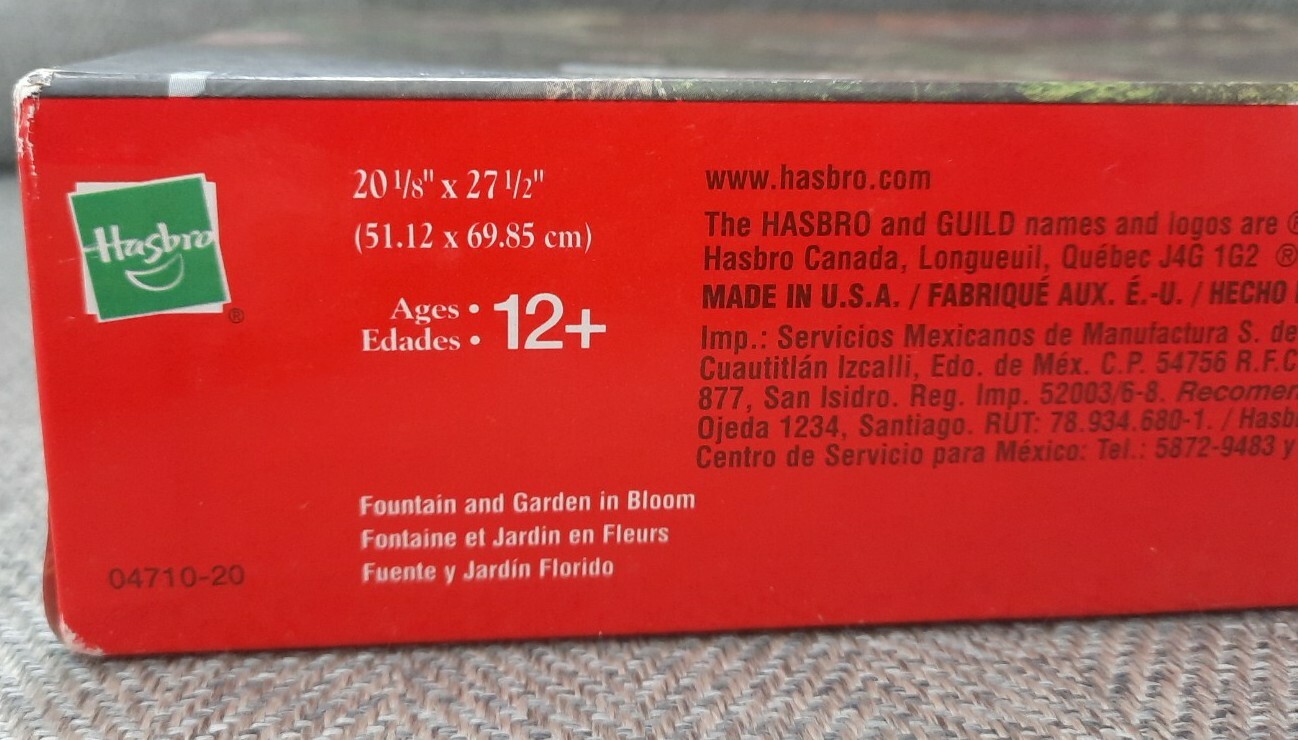 Hasbro
®
20 1/8" x 27 1/2"
(51.12 x 69.85 cm)
Ages •
Edades •
12+
04710-20
Fountain and Garden in Bloom
Fontaine et Jardin en Fleurs
Fuente y Jardín Florido
www.hasbro.com
The HASBRO and GUILD names and logos are ®
Hasbro Canada, Longueuil, Québec J4G 1G2 ®
MADE IN U.S.A. / FABRIQUÉ AUX. É.-U. / HECHO
Imp.: Servicios Mexicanos de Manufactura S. de
Cuautitlán Izcalli, Edo. de Méx. C.P. 54756 R.F.C
877, San Isidro. Reg. Imp. 52003/6-8. Recomen
Ojeda 1234, Santiago. RUT: 78.934.680-1. / Hasb
Centro de Servicio para México: Tel.: 5872-9483 y